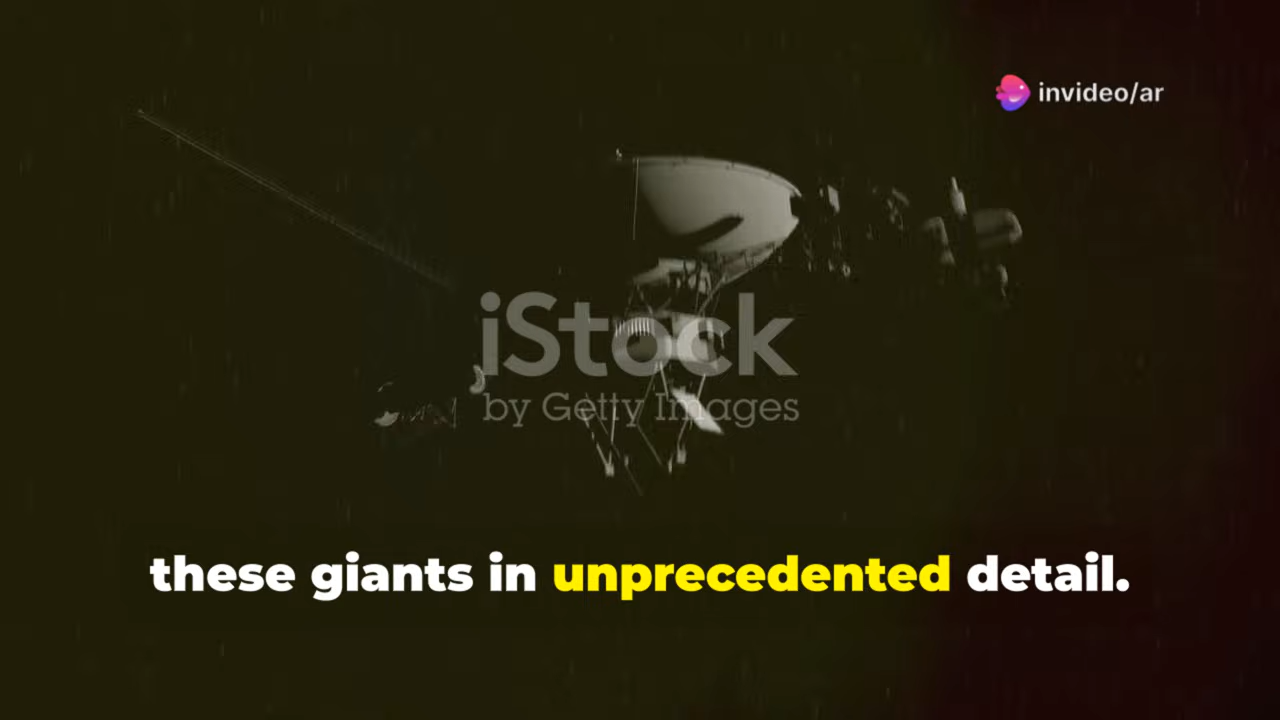 invideo/ar
iStock
by Getty Images
these giants in unprecedented detail.